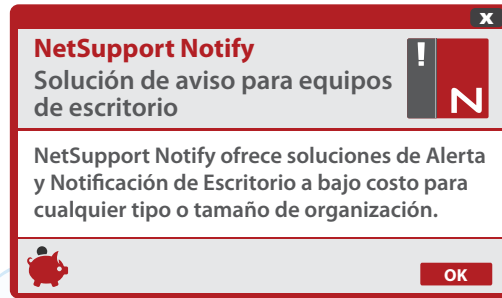 x
NetSupport Notify
Solución de aviso para equipos
de escritorio
! N
NetSupport Notify ofrece soluciones de Alerta
y Notificación de Escritorio a bajo costo para
cualquier tipo o tamaño de organización.
OK